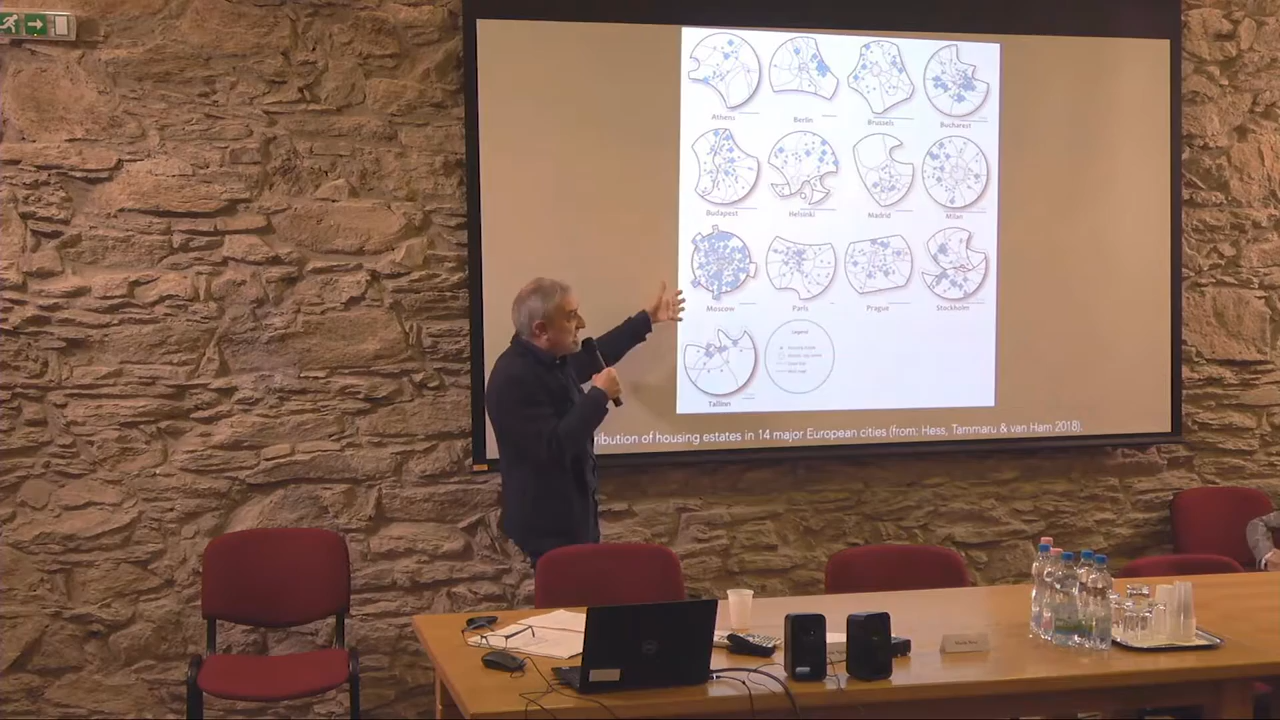 Athens
Berlin
Brussels
Bucharest
Budapest
Helsinki
Madrid
Milan
Moscow
Paris
Prague
Stockholm
Tallinn
Legend
ribution of housing estates in 14 major European cities (from: Hess, Tammaru & van Ham 2018).
DELL